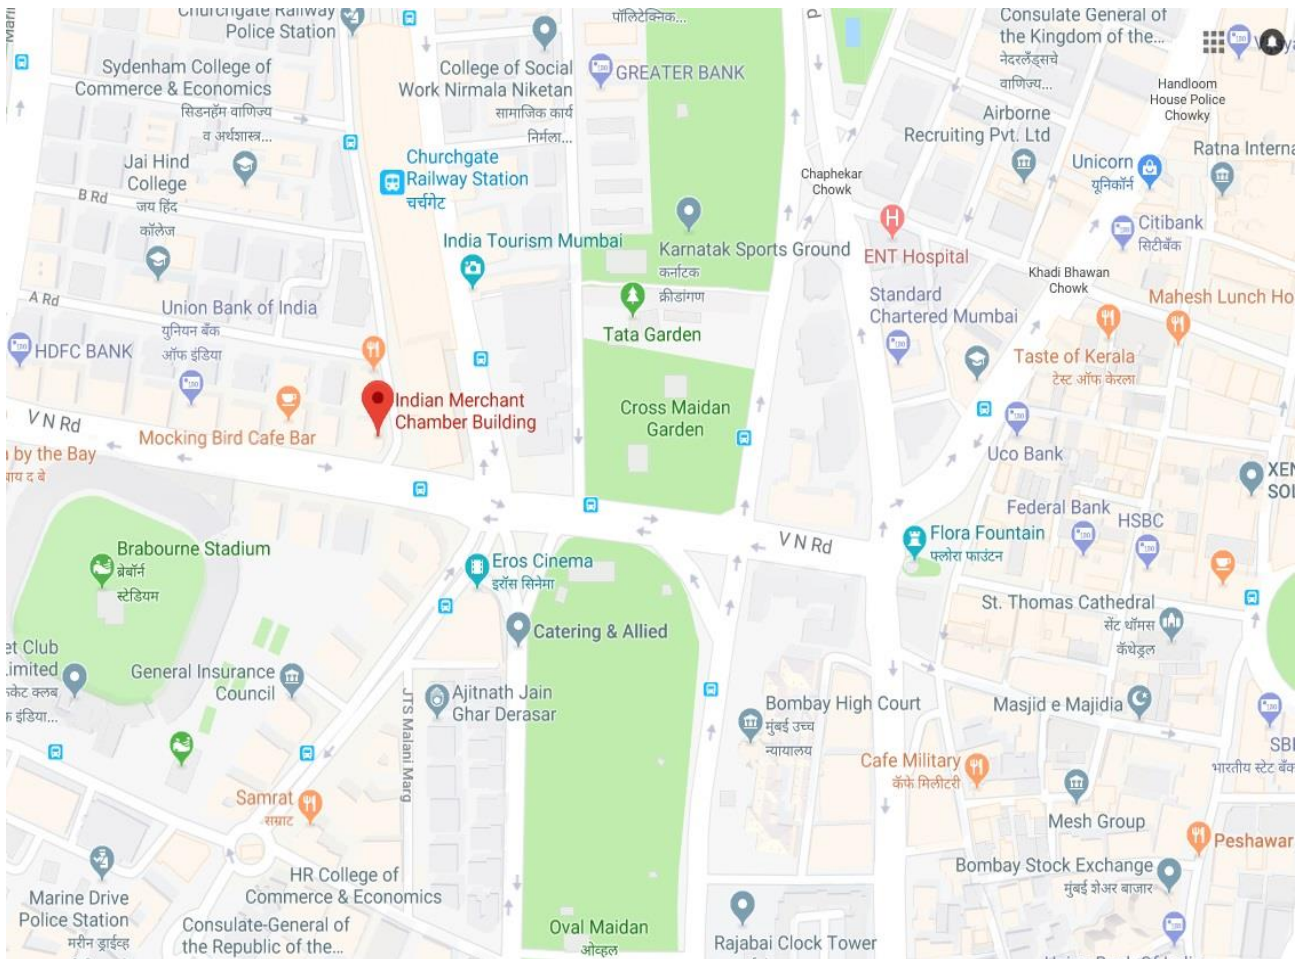 Churchgate Railway
Police Station
Sydenham College of
Commerce & Economics
सिडनहॅम वाणिज्य
व अर्थशास्त्र...
Jai Hind
College
जय हिंद
कॉलेज
B Rd
A Rd
Union Bank of India
युनियन बँक
ऑफ इंडिया
HDFC BANK
V N Rd
Mocking Bird Cafe Bar
by the Bay
बाय द बे
Indian Merchant
Chamber Building
College of Social
Work Nirmala Niketan
सामाजिक कार्य
निर्मला...
Churchgate
Railway Station
चर्चगेट
India Tourism Mumbai
पॉलिटेक्निक...
GREATER BANK
Karnatak Sports Ground
कर्नाटक
क्रीडांगण
Tata Garden
Cross Maidan
Garden
Consulate General of
the Kingdom of the...
नेदरलँड्सचे
वाणिज्य...
Handloom
House Police
Chowky
Airborne
Recruiting Pvt. Ltd
Unicorn
युनिकॉर्न
Ratna Interna
Chaphekar
Chowk
ENT Hospital
Citibank
सिटीबँक
Khadi Bhawan
Chowk
Standard
Chartered Mumbai
Mahesh Lunch Ho
Taste of Kerala
टेस्ट ऑफ केरला
Uco Bank
XEN
SOL
Federal Bank
HSBC
V N Rd
Flora Fountain
फ्लोरा फाउंटन
St. Thomas Cathedral
सेंट थॉमस
कॅथेड्रल
Brabourne Stadium
ब्रेबॉर्न
स्टेडियम
Eros Cinema
इरॉस सिनेमा
Catering & Allied
et Club
imited
इंडिया...
General Insurance
Council
JTS Malani Marg
Ajitnath Jain
Ghar Derasar
Bombay High Court
मुंबई उच्च
न्यायालय
Masjid e Majidia
SBI
भारतीय स्टेट बँक
Cafe Military
कॅफे मिलीटरी
Samrat
सम्राट
Mesh Group
Peshawar
Bombay Stock Exchange
मुंबई शेअर बाजार
HR College of
Commerce & Economics
Marine Drive
Police Station
मरीन ड्राईव्ह
Consulate-General of
the Republic of the...
Oval Maidan
ओव्हल
Rajabai Clock Tower